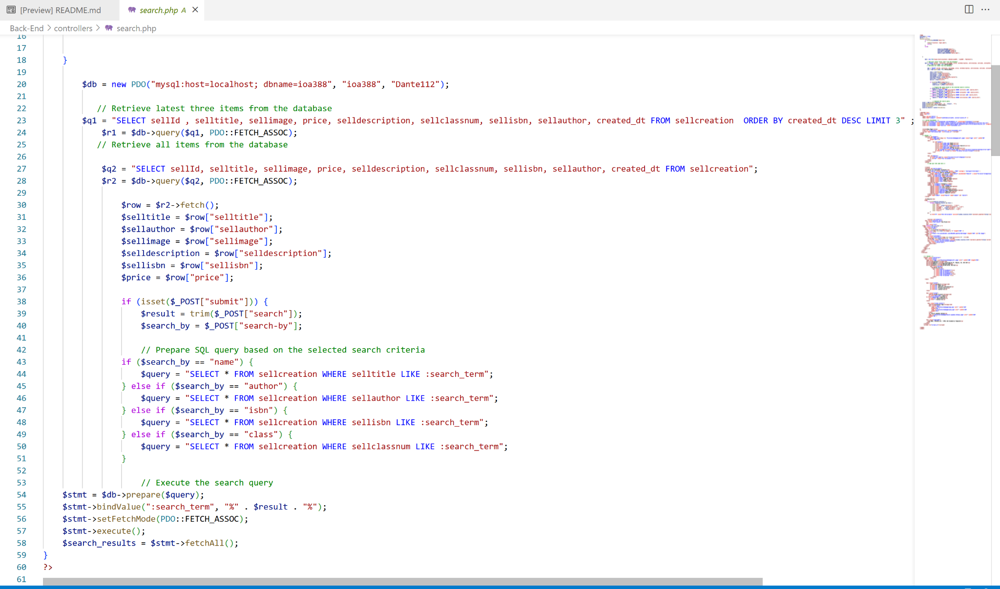 [Preview] README.md
search.php A
Back-End > controllers > search.php
16
17
18 }
19
20 $db = new PDO("mysql:host=localhost; dbname=ioa388", "ioa388", "Dante112");
21
22 // Retrieve latest three items from the database
23 $q1 = "SELECT sellId , selltitle, sellimage, price, selldescription, sellclassnum, sellisbn, sellauthor, created_dt FROM sellcreation  ORDER BY created_dt DESC LIMIT 3" ;
24 $r1 = $db->query($q1, PDO::FETCH_ASSOC);
25 // Retrieve all items from the database
26
27 $q2 = "SELECT sellId, selltitle, sellimage, price, selldescription, sellclassnum, sellisbn, sellauthor, created_dt FROM sellcreation";
28 $r2 = $db->query($q2, PDO::FETCH_ASSOC);
29
30 $row = $r2->fetch();
31 $selltitle = $row["selltitle"];
32 $sellauthor = $row["sellauthor"];
33 $sellimage = $row["sellimage"];
34 $selldescription = $row["selldescription"];
35 $sellisbn = $row["sellisbn"];
36 $price = $row["price"];
37
38 if (isset($_POST["submit"])) {
39 $result = trim($_POST["search"]);
40 $search_by = $_POST["search-by"];
41
42 // Prepare SQL query based on the selected search criteria
43 if ($search_by == "name") {
44 $query = "SELECT * FROM sellcreation WHERE selltitle LIKE :search_term";
45 } else if ($search_by == "author") {
46 $query = "SELECT * FROM sellcreation WHERE sellauthor LIKE :search_term";
47 } else if ($search_by == "isbn") {
48 $query = "SELECT * FROM sellcreation WHERE sellisbn LIKE :search_term";
49 } else if ($search_by == "class") {
50 $query = "SELECT * FROM sellcreation WHERE sellclassnum LIKE :search_term";
51 }
52
53 // Execute the search query
54 $stmt = $db->prepare($query);
55 $stmt->bindValue(":search_term", "%" . $result . "%");
56 $stmt->setFetchMode(PDO::FETCH_ASSOC);
57 $stmt->execute();
58 $search_results = $stmt->fetchAll();
59 }
60 ?>
61